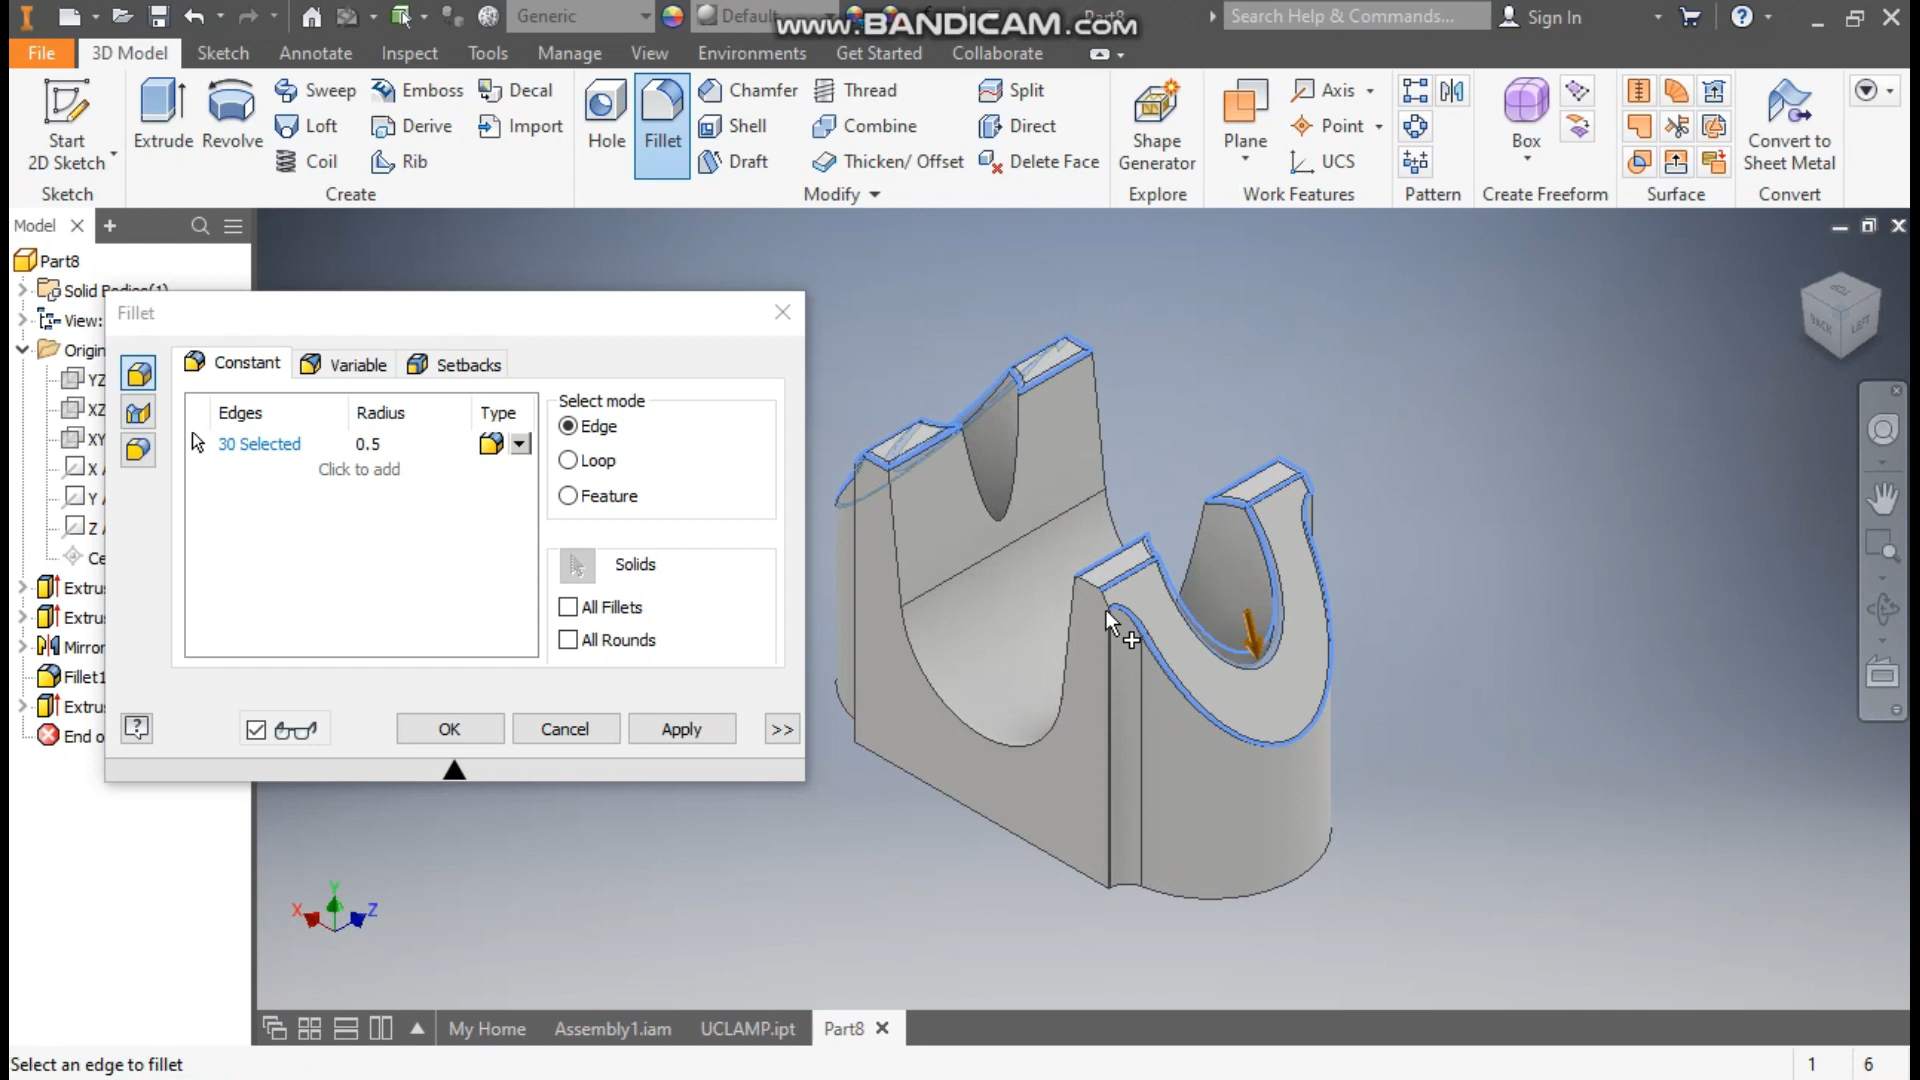 Generic
Default
www.BANDICAM.com
Search Help & Commands...
Sign In
File
3D Model
Sketch
Annotate
Inspect
Tools
Manage
View
Environments
Get Started
Collaborate
Start
2D Sketch
Extrude
Revolve
Sweep
Loft
Coil
Emboss
Derive
Rib
Decal
Import
Hole
Fillet
Chamfer
Shell
Draft
Thread
Combine
Thicken/ Offset
Split
Direct
Delete Face
Shape
Generator
Plane
Axis
Point
UCS
Box
Convert to
Sheet Metal
Sketch
Create
Modify
Explore
Work Features
Pattern
Create Freeform
Surface
Convert
Model
Part8
View:
Origin
YZ
XZ
XY
X A
Y A
Z A
Ce
Extru
Extru
Mirror
Fillet1
Extru
End o
Fillet
Constant
Variable
Setbacks
Edges
Radius
Type
30 Selected
0.5
Click to add
Select mode
Edge
Loop
Feature
Solids
All Fillets
All Rounds
OK
Cancel
Apply
>>
TOP
BACK
LEFT
Y
X
Z
My Home
Assembly1.iam
UCLAMP.ipt
Part8
Select an edge to fillet
1
6